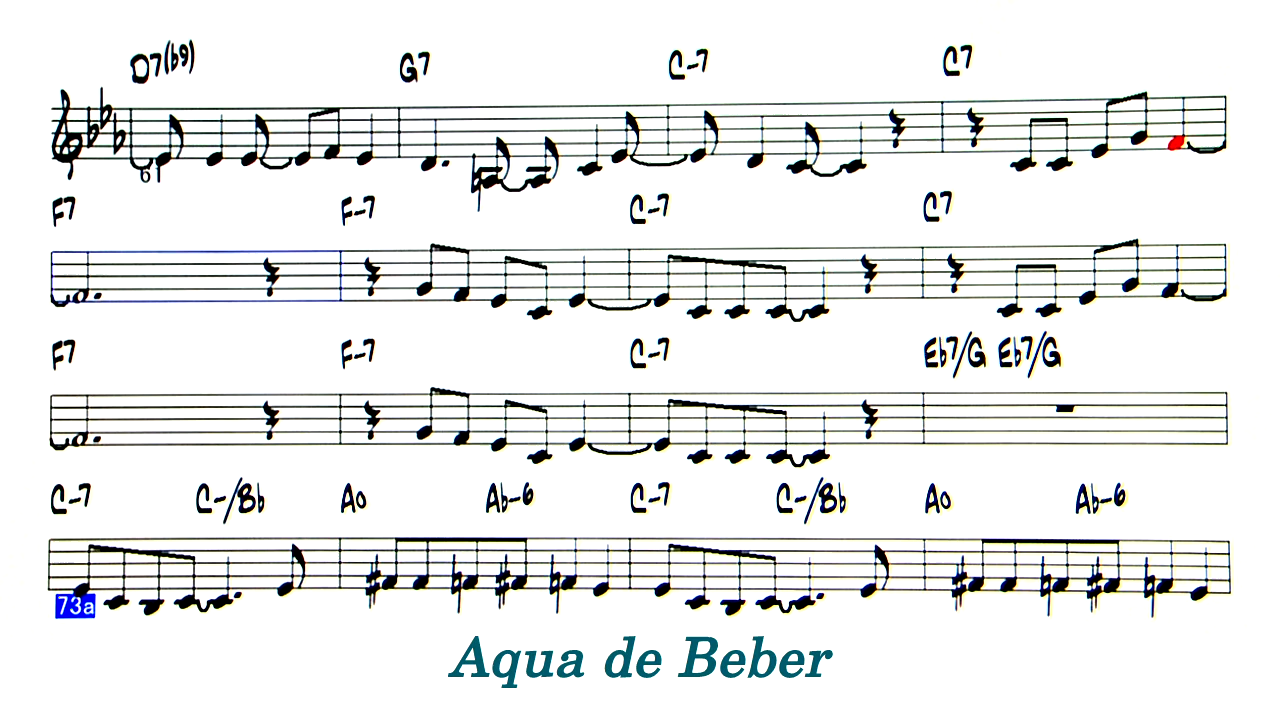 D7(b9) G7 C-7 C7
61
F7 F-7 C-7 C7
F7 F-7 C-7 Eb7/G Eb7/G
C-7 C-/Bb Ao Ab-6 C-7 C-/Bb Ao Ab-6
73a
Aqua de Beber